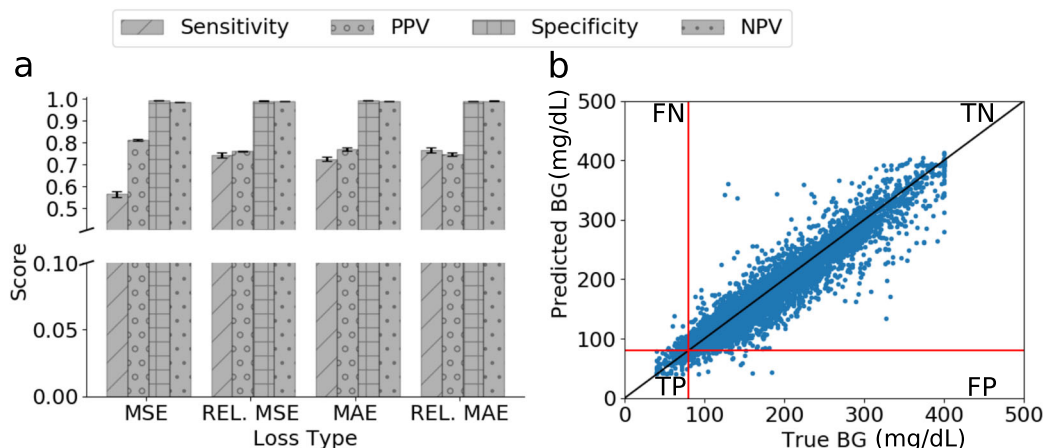 Sensitivity PPV Specificity NPV
a
1.0
0.9
0.8
0.7
0.6
0.5
0.10
0.05
0.00
Score
MSE REL. MSE MAE REL. MAE
Loss Type
b
500
400
300
200
100
0
Predicted BG (mg/dL)
FN TN
TP FP
0 100 200 300 400 500
True BG (mg/dL)